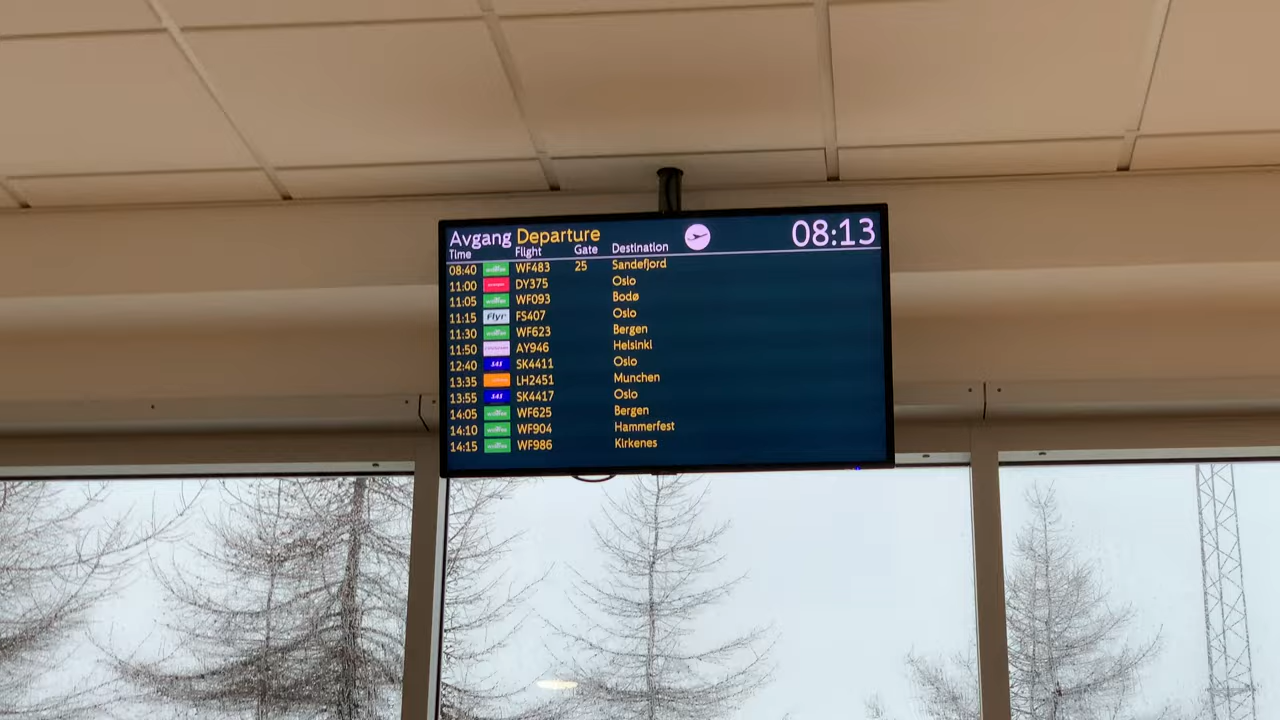 Avgang Departure 08:13
Time Flight Gate Destination
08:40 WF483 25 Sandefjord
11:00 DY375 Oslo
11:05 WF093 Bodø
11:15 Flyr FS407 Oslo
11:30 WF623 Bergen
11:50 AY946 Helsinki
12:40 SAS SK4411 Oslo
13:35 LH2451 Munchen
13:55 SAS SK4417 Oslo
14:05 WF625 Bergen
14:10 WF904 Hammerfest
14:15 WF986 Kirkenes